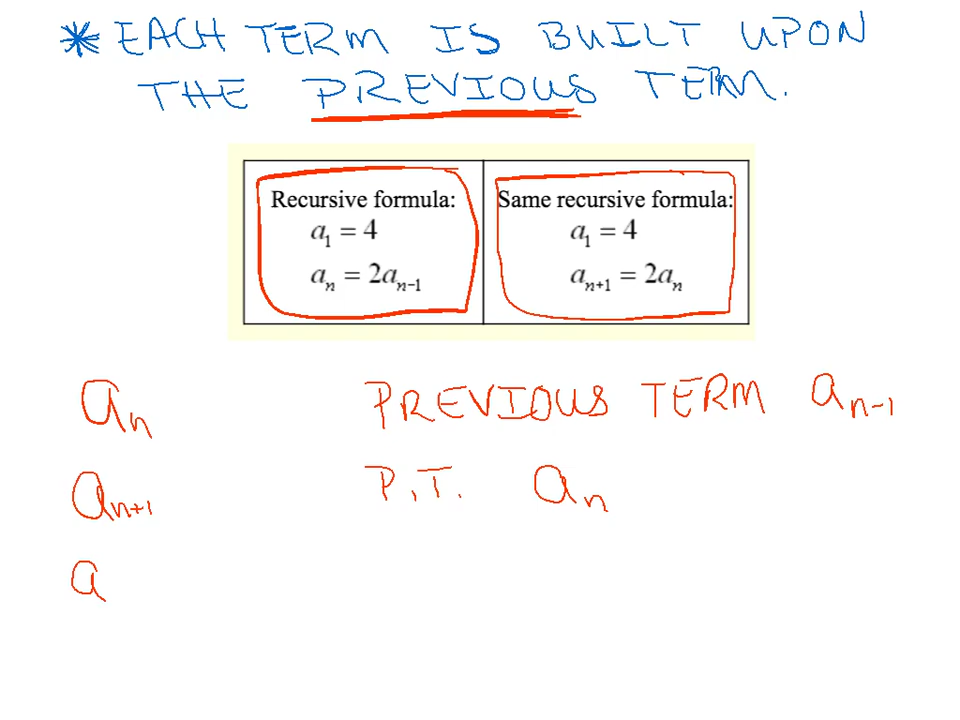 * EACH TERM IS BUILT UPON
THE PREVIOUS TERM.
Recursive formula:
a₁ = 4
aₙ = 2aₙ₋₁
Same recursive formula:
a₁ = 4
aₙ₊₁ = 2aₙ
aₙ PREVIOUS TERM aₙ₋₁
aₙ₊₁ P.T. aₙ
a